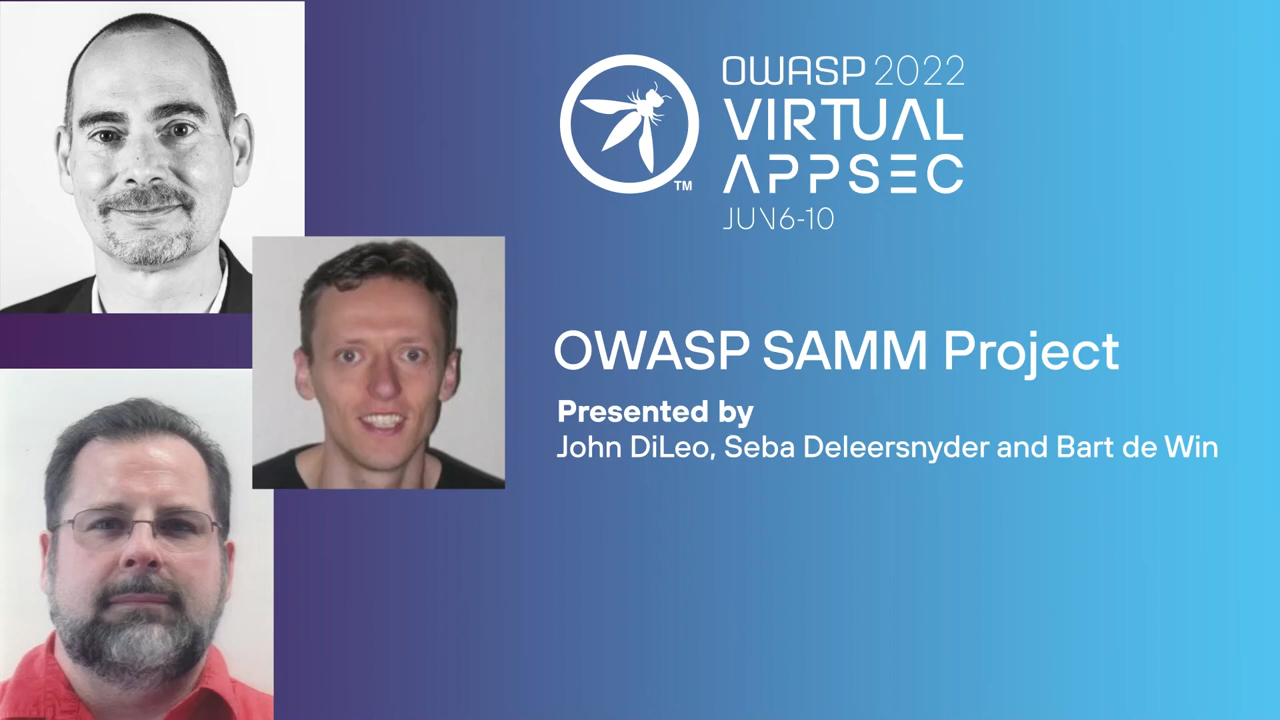 OWASP 2022
VIRTUAL
APPSEC
JUN 6-10
TM
OWASP SAMM Project
Presented by
John DiLeo, Seba Deleersnyder and Bart de Win